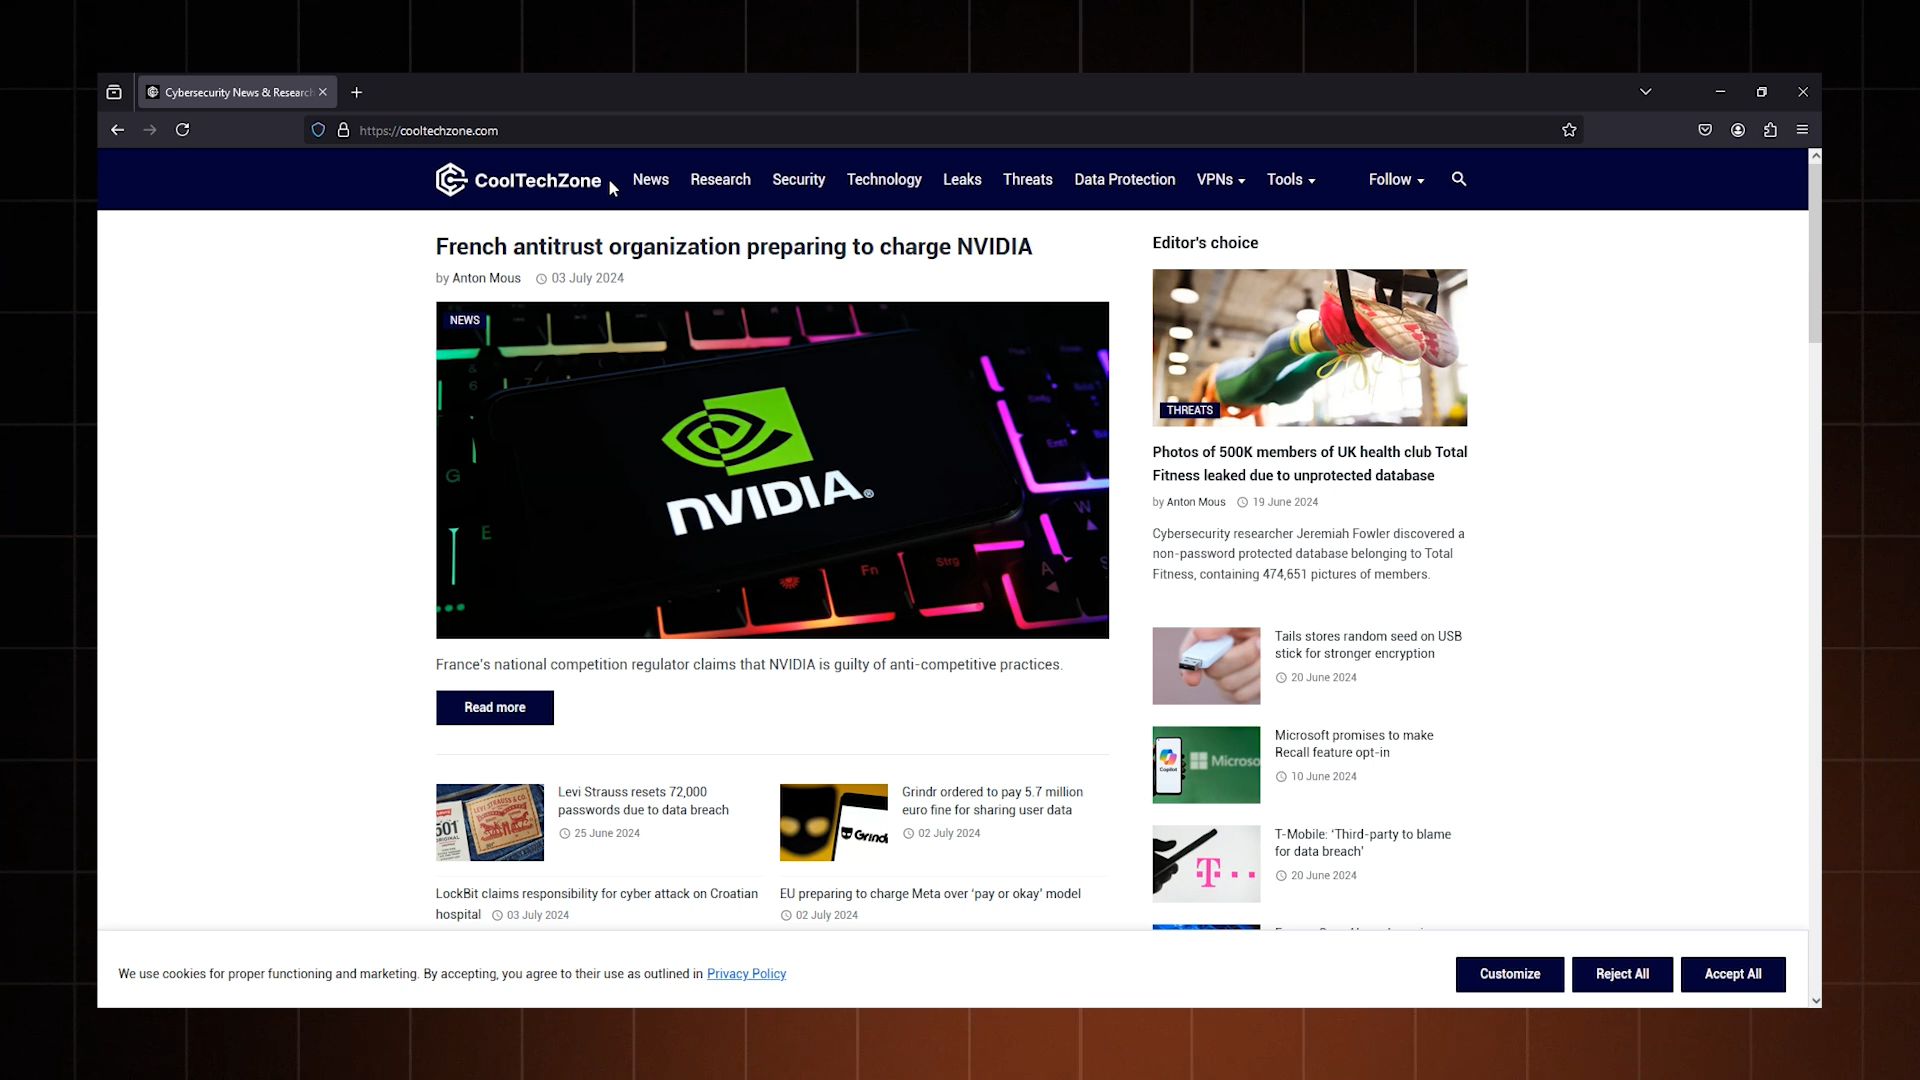 Cybersecurity News & Research
https://cooltechzone.com
CoolTechZone
News
Research
Security
Technology
Leaks
Threats
Data Protection
VPNs
Tools
Follow
French antitrust organization preparing to charge NVIDIA
by Anton Mous
03 July 2024
NEWS
NVIDIA®
G
E
Fn
Strg
W
A
France's national competition regulator claims that NVIDIA is guilty of anti-competitive practices.
Read more
LEVI STRAUSS & CO.
501
ORIGINAL
Levi Strauss resets 72,000
passwords due to data breach
25 June 2024
Grindr
Grindr ordered to pay 5.7 million
euro fine for sharing user data
02 July 2024
LockBit claims responsibility for cyber attack on Croatian
hospital
03 July 2024
EU preparing to charge Meta over ‘pay or okay’ model
02 July 2024
Editor's choice
THREATS
Photos of 500K members of UK health club Total
Fitness leaked due to unprotected database
by Anton Mous
19 June 2024
Cybersecurity researcher Jeremiah Fowler discovered a
non-password protected database belonging to Total
Fitness, containing 474,651 pictures of members.
Tails stores random seed on USB
stick for stronger encryption
20 June 2024
Copilot
Microso
Microsoft promises to make
Recall feature opt-in
10 June 2024
T
T-Mobile: ‘Third-party to blame
for data breach’
20 June 2024
We use cookies for proper functioning and marketing. By accepting, you agree to their use as outlined in Privacy Policy
Customize
Reject All
Accept All